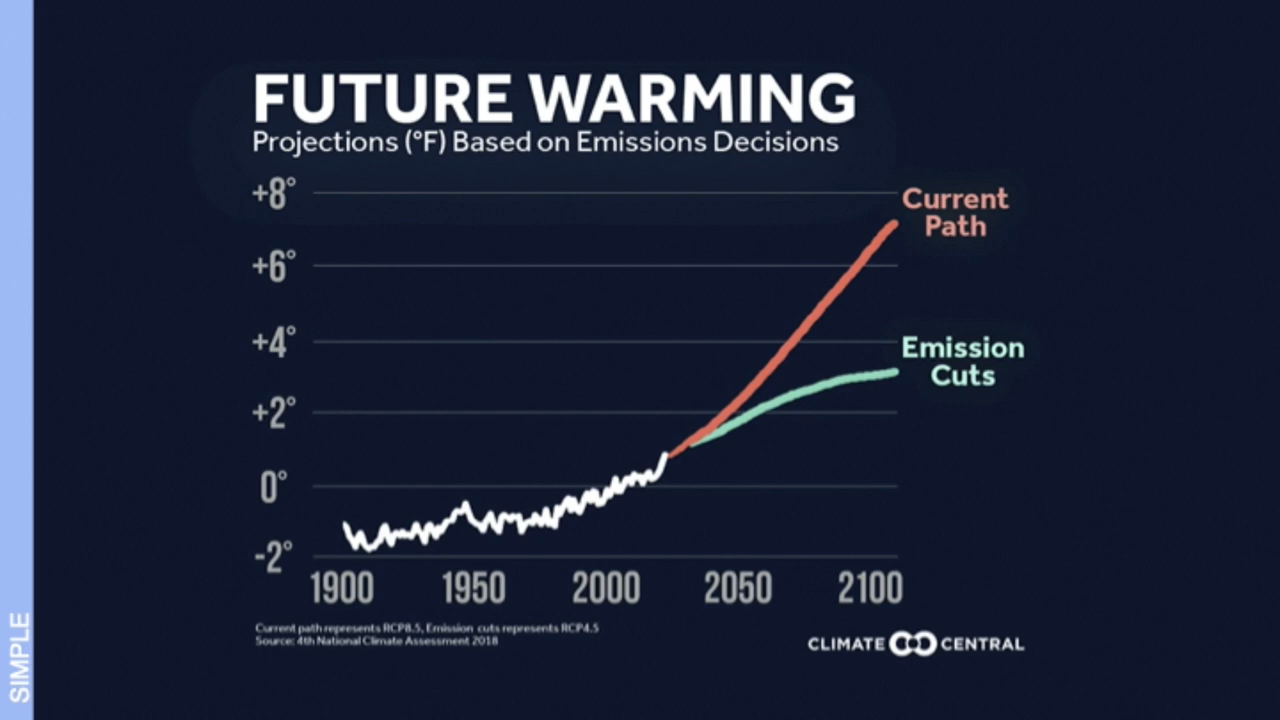 FUTURE WARMING
Projections (°F) Based on Emissions Decisions
+8°
+6°
+4°
+2°
0°
-2°
Current
Path
Emission
Cuts
1900 1950 2000 2050 2100
Current path represents RCP8.5, Emission cuts represents RCP4.5
Source: 4th National Climate Assessment 2018
CLIMATE CENTRAL
SIMPLE